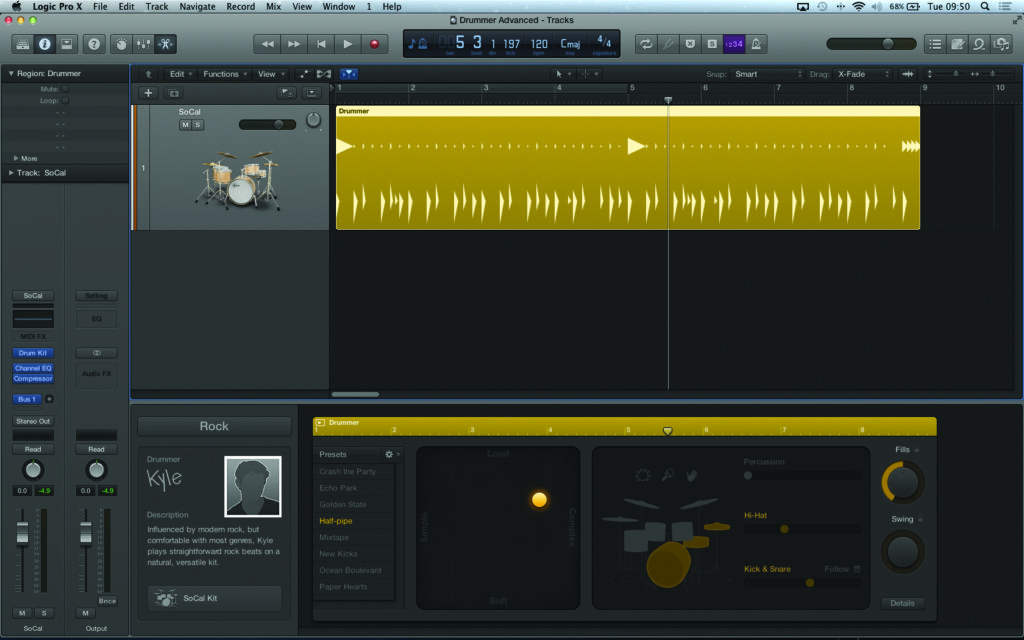 Logic Pro X File Edit Track Navigate Record Mix View Window 1 Help 68% Tue 09:50
Drummer Advanced - Tracks
5 3 1 197 120 Cmaj 4/4
bar beat div tick bpm key signature
S 1234
Region: Drummer
Edit Functions View Snap: Smart Drag: X-Fade
Mute:
Loop:
1 2 3 4 5 6 7 8 9 10
More
Track: SoCal
1
SoCal
M S
Drummer
SoCal Setting
EQ
MIDI FX
Drum Kit
Channel EQ
Compressor
Audio FX
Bus 1
Stereo Out
Read Read
0.0 -4.9 0.0 -4.9
Bnce
M S M
SoCal Output
Rock
Drummer
Kyle
Description
Influenced by modern rock, but
comfortable with most genres, Kyle
plays straightforward rock beats on a
natural, versatile kit.
SoCal Kit
Drummer
1 2 3 4 5 6 7 8
Presets
Crash the Party
Echo Park
Golden State
Half-pipe
Mixtape
New Kicks
Ocean Boulevard
Paper Hearts
Loud
Simple
Complex
Soft
Percussion
Hi-Hat
Kick & Snare Follow
Fills
Swing
Details